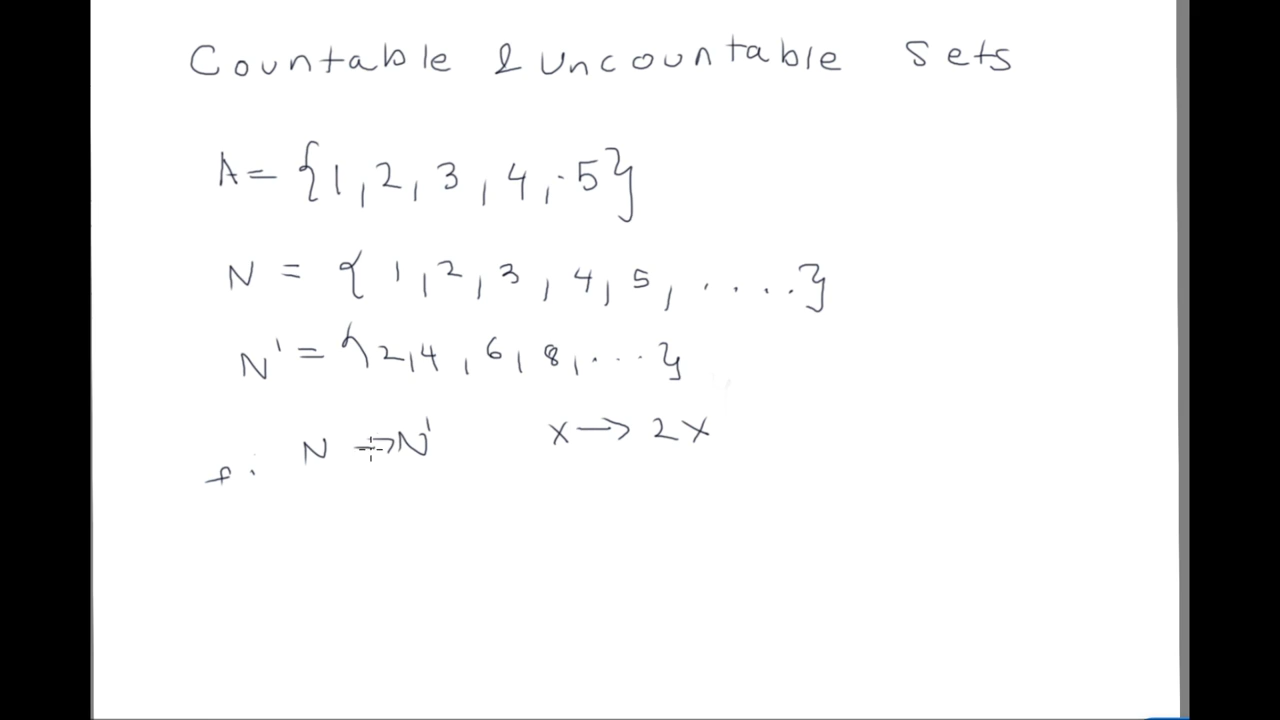 Countable & Uncountable Sets
A = {1, 2, 3, 4, 5}
N = {1, 2, 3, 4, 5, ....}
N' = {2, 4, 6, 8, ...}
f: N → N' x → 2x